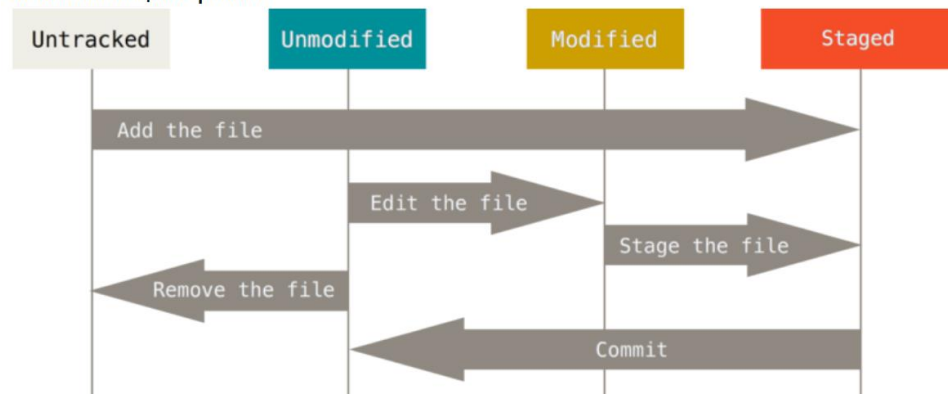 Untracked
Unmodified
Modified
Staged
Add the file
Edit the file
Stage the file
Remove the file
Commit